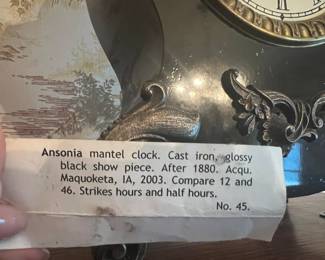 Ansonia mantel clock. Cast iron, glossy
black show piece. After 1880. Acqu.
Maquoketa, IA, 2003. Compare 12 and
46. Strikes hours and half hours.
No. 45.